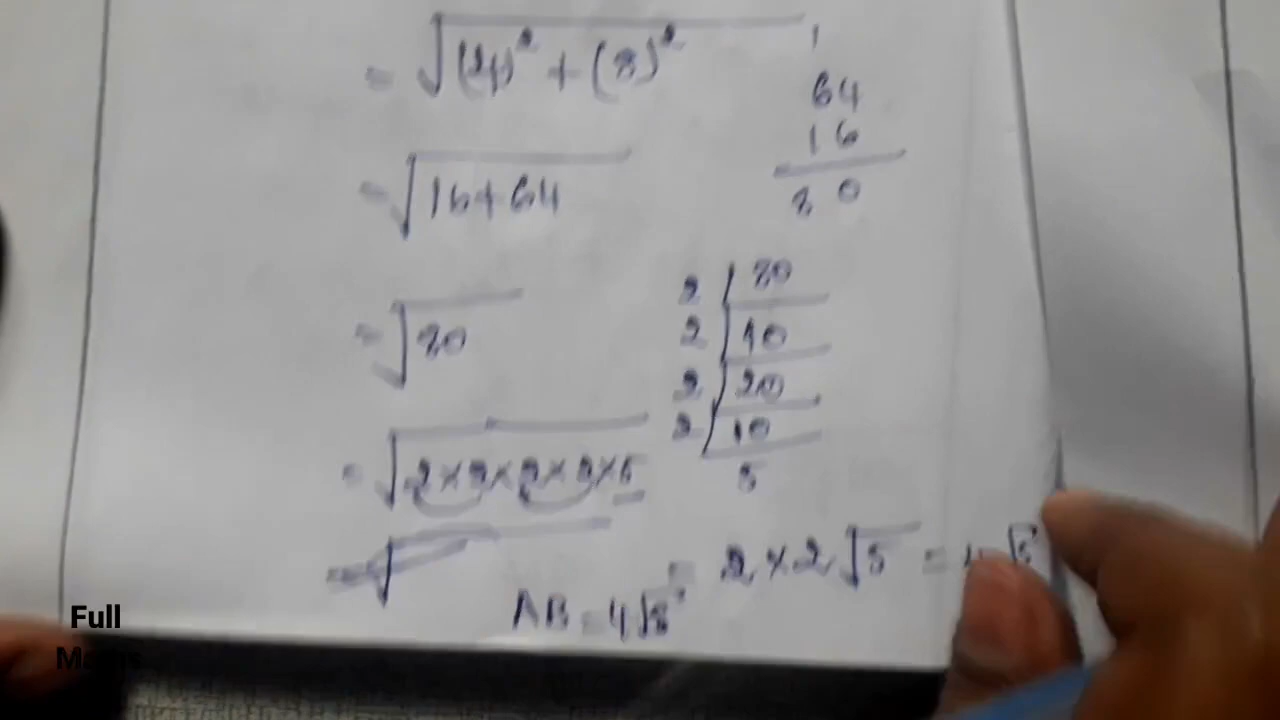 = √(4)² + (8)²
1
64
16
80
= √16+64
2 | 80
2 | 40
2 | 20
2 | 10
5
= √80
= √2×2×2×2×5
= √
= 2×2√5 = 4√5
AB = 4√5
Full